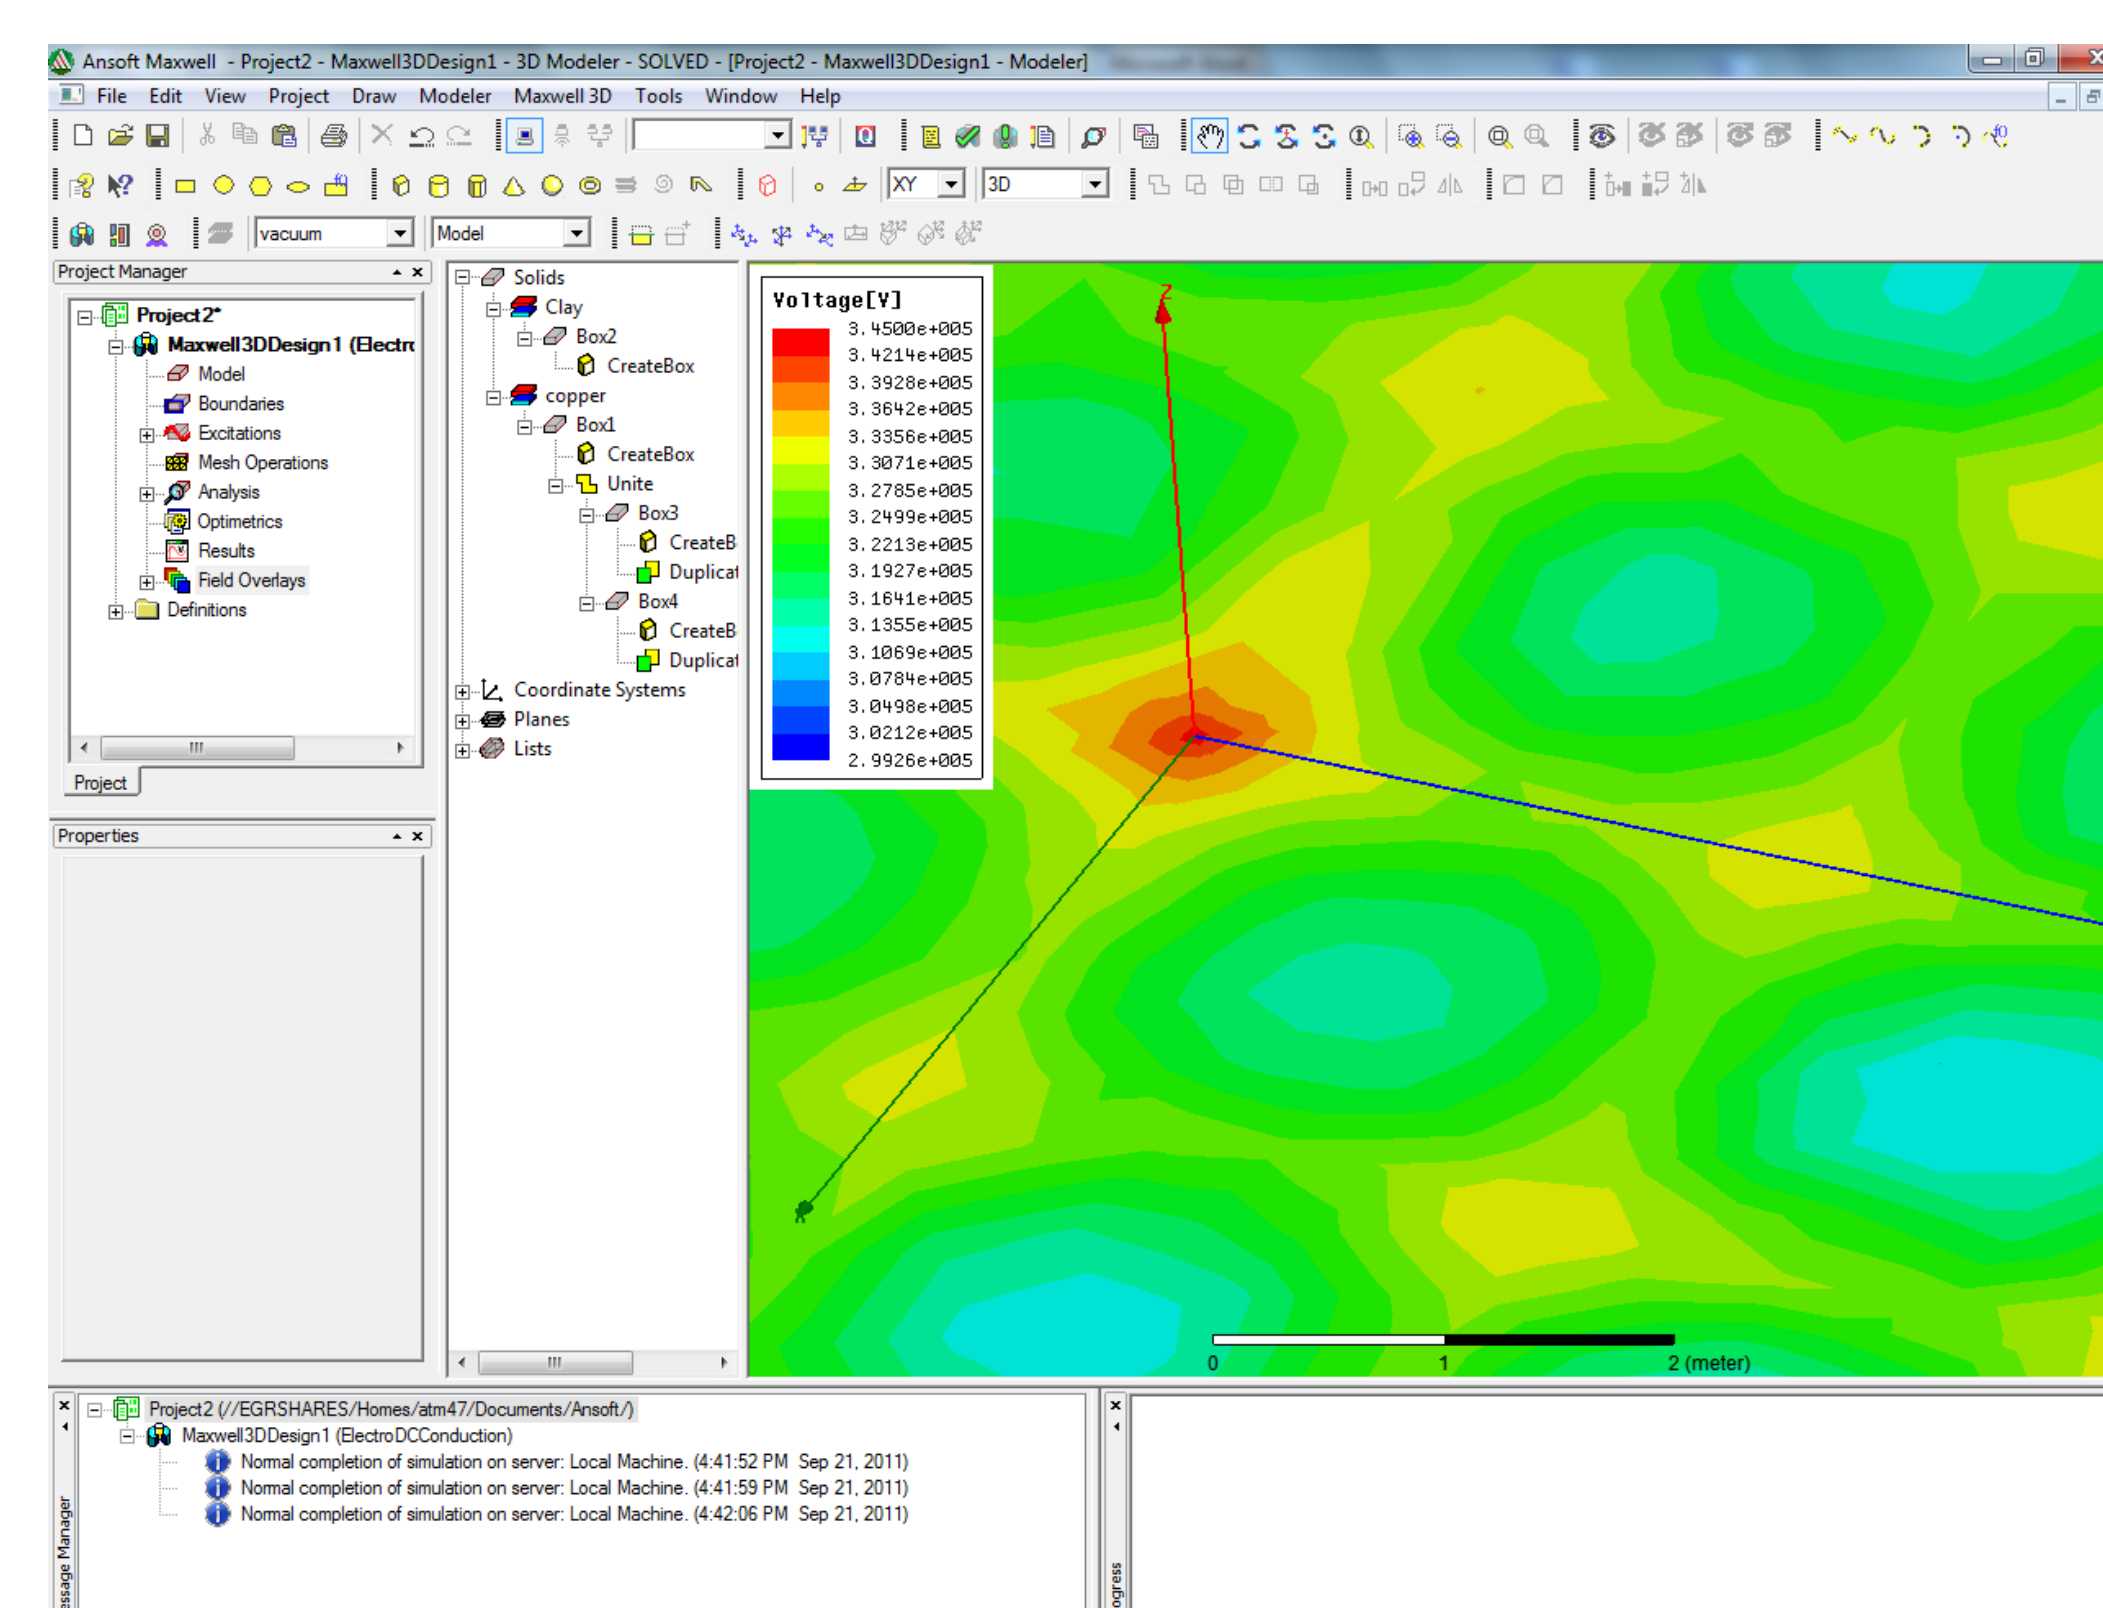 Ansoft Maxwell - Project2 - Maxwell3DDesign1 - 3D Modeler - SOLVED - [Project2 - Maxwell3DDesign1 - Modeler]
File Edit View Project Draw Modeler Maxwell 3D Tools Window Help
XY 3D
vacuum Model
Project Manager
Project2*
Maxwell3DDesign1 (Electr
Model
Boundaries
Excitations
Mesh Operations
Analysis
Optimetrics
Results
Field Overlays
Definitions
Project
Properties
Solids
Clay
Box2
CreateBox
copper
Box1
CreateBox
Unite
Box3
CreateB
Duplicat
Box4
CreateB
Duplicat
Coordinate Systems
Planes
Lists
Voltage[V]
3.4500e+005
3.4214e+005
3.3928e+005
3.3642e+005
3.3356e+005
3.3071e+005
3.2785e+005
3.2499e+005
3.2213e+005
3.1927e+005
3.1641e+005
3.1355e+005
3.1069e+005
3.0784e+005
3.0498e+005
3.0212e+005
2.9926e+005
Z
0 1 2 (meter)
Project2 (//EGRSHARES/Homes/atm47/Documents/Ansoft/)
Maxwell3DDesign1 (ElectroDCConduction)
Normal completion of simulation on server: Local Machine. (4:41:52 PM Sep 21, 2011)
Normal completion of simulation on server: Local Machine. (4:41:59 PM Sep 21, 2011)
Normal completion of simulation on server: Local Machine. (4:42:06 PM Sep 21, 2011)
essage Manager
ogress